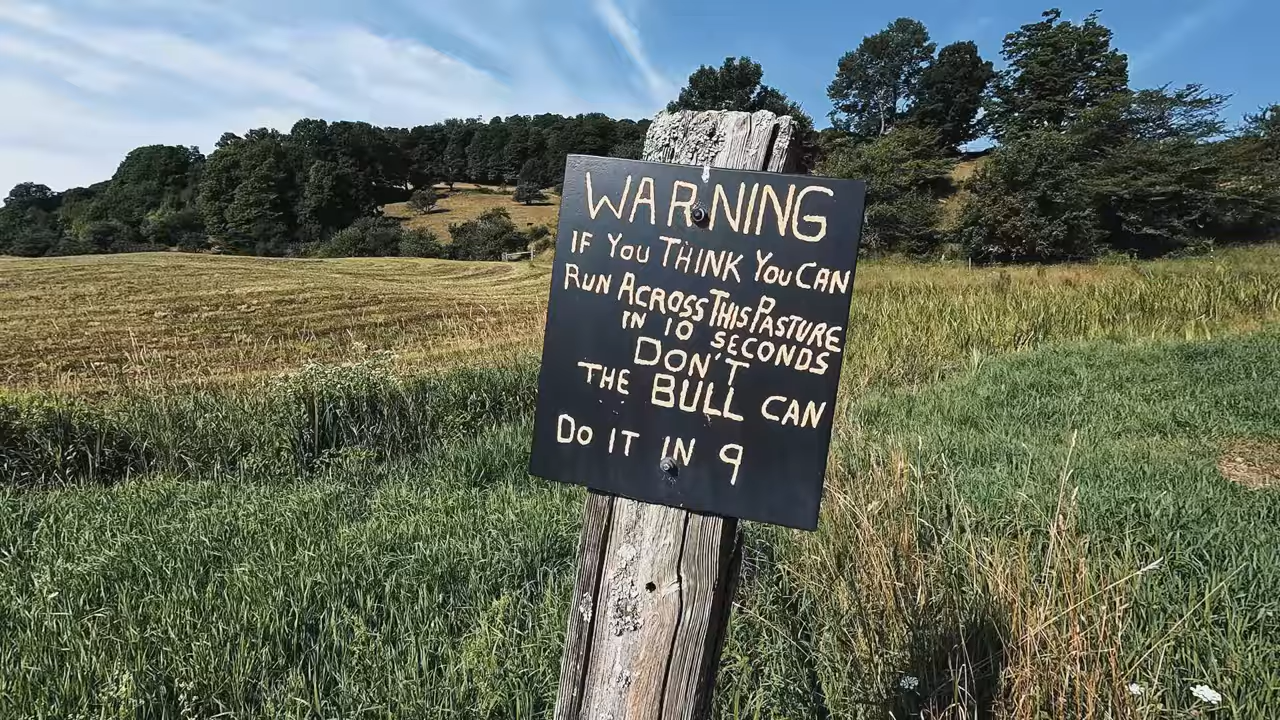 WARNING
IF YOU THINK YOU CAN
RUN ACROSS THIS PASTURE
IN 10 SECONDS
DON'T
THE BULL CAN
DO IT IN 9